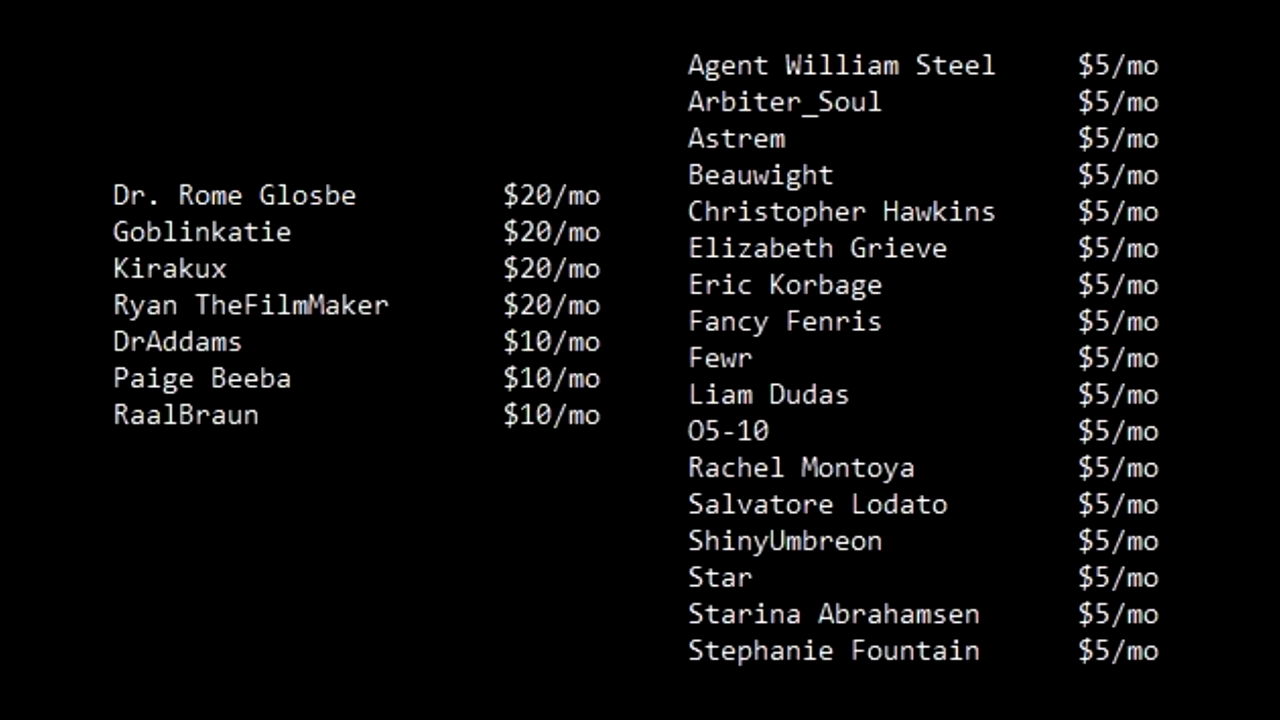 Dr. Rome Glosbe $20/mo
Goblinkatie $20/mo
Kirakux $20/mo
Ryan TheFilmMaker $20/mo
DrAddams $10/mo
Paige Beeba $10/mo
RaalBraun $10/mo
Agent William Steel $5/mo
Arbiter_Soul $5/mo
Astrem $5/mo
Beauwight $5/mo
Christopher Hawkins $5/mo
Elizabeth Grieve $5/mo
Eric Korbage $5/mo
Fancy Fenris $5/mo
Fewr $5/mo
Liam Dudas $5/mo
O5-10 $5/mo
Rachel Montoya $5/mo
Salvatore Lodato $5/mo
ShinyUmbreon $5/mo
Star $5/mo
Starina Abrahamsen $5/mo
Stephanie Fountain $5/mo